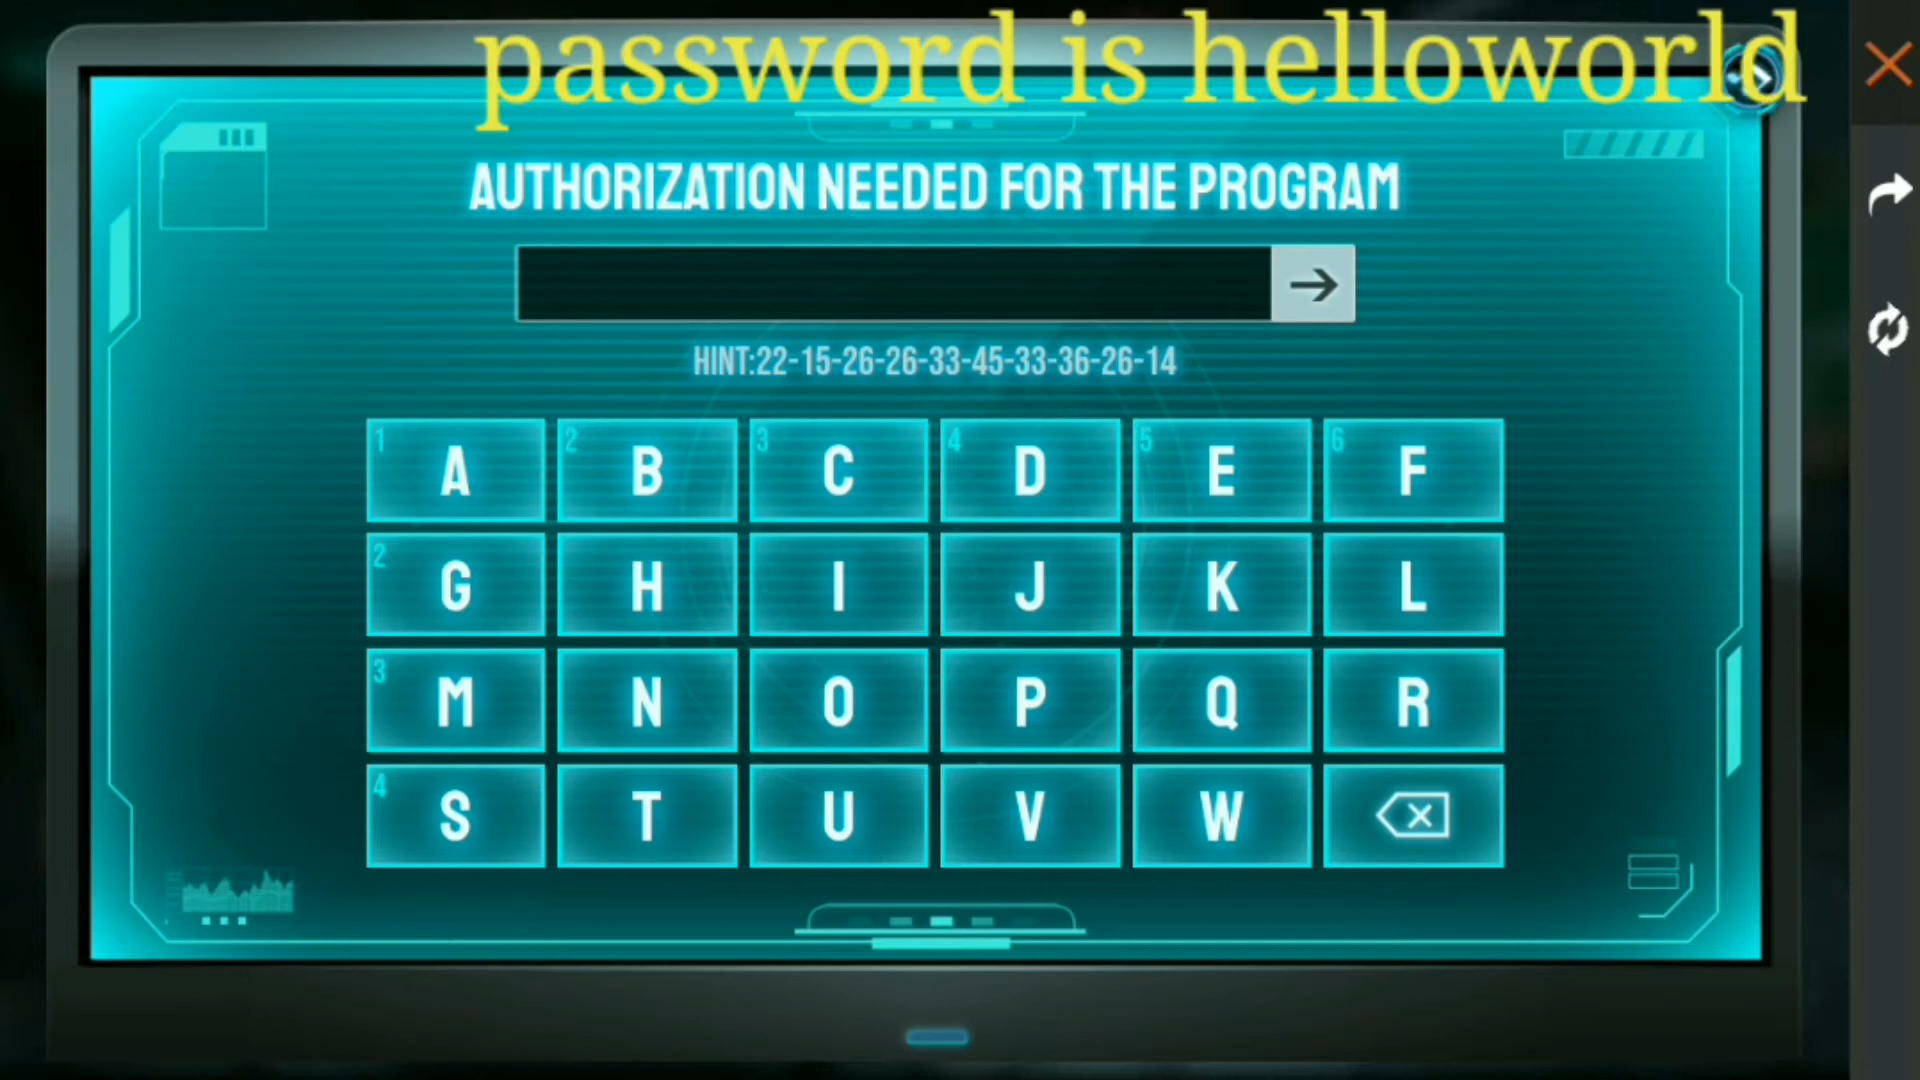 password is helloworld
AUTHORIZATION NEEDED FOR THE PROGRAM
HINT:22-15-26-26-33-45-33-36-26-14
1 A 2 B 3 C 4 D 5 E 6 F
2 G H I J K L
3 M N O P Q R
4 S T U V W